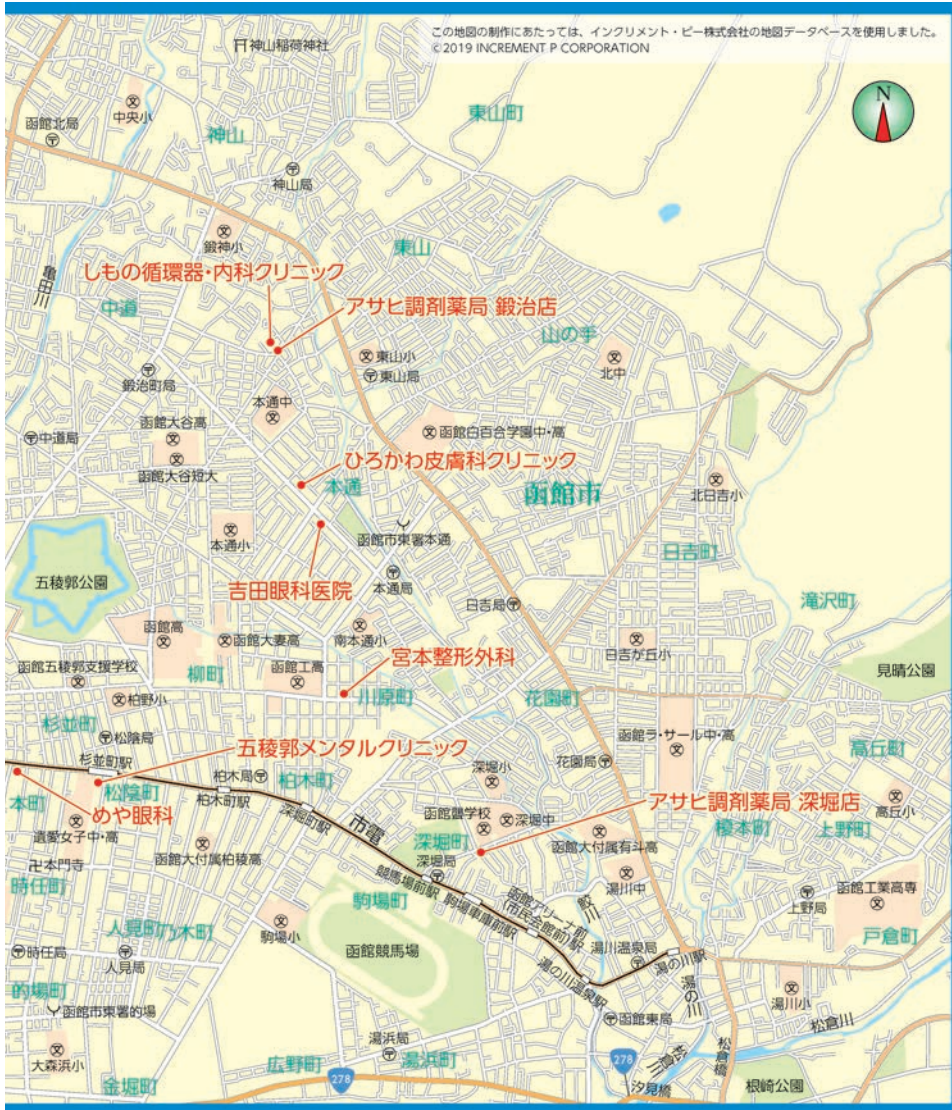 この地図の制作にあたっては、インクリメント・ピー株式会社の地図データベースを使用しました。
© 2019 INCREMENT P CORPORATION
神山稲荷神社
N
中央小
東山町
函館北局
神山
神山局
鍛神小
東山
亀田川
しもの循環器・内科クリニック
中道
アサヒ調剤薬局 鍛治店
山の手
東山小
北中
東山局
鍛治町局
本通中
函館大谷高
中道局
函館白百合学園中・高
函館大谷短大
ひろかわ皮膚科クリニック
本通
函館市
北日吉小
本通小
函館市東署本通
日吉町
五稜郭公園
吉田眼科医院
本通局
滝沢町
日吉局
函館高
函館大妻高
南本通小
日吉が丘小
函館五稜郭支援学校
柳町
函館工高
宮本整形外科
見晴公園
柏野小
川原町
花園町
杉並町
松陰局
函館ラ・サール中・高
高丘町
五稜郭メンタルクリニック
杉並町駅
柏木局
柏木町
深堀小
花園局
本町
松陰町
柏木町駅
アサヒ調剤薬局 深堀店
めや眼科
深堀町駅
市電
函館聾学校
深堀中
高丘小
遺愛女子中・高
函館大付属柏稜高
深堀町
函館大付属有斗高
榎本町
上野町
本門寺
深堀局
時任町
競馬場前駅
駒場車庫前駅
函館アリーナ前
(市民会館前)駅
鮫川
湯川中
函館工業高専
駒場町
上野局
人見町
乃木町
駒場小
戸倉町
時任局
人見局
函館競馬場
湯川温泉局
湯の川駅
的場町
湯の川温泉駅
湯の川
湯川小
函館市東署的場
函館東局
松倉川
湯浜局
大森浜小
広野町
湯浜町
278
278
松倉川
松倉橋
金堀町
汐見橋
根崎公園